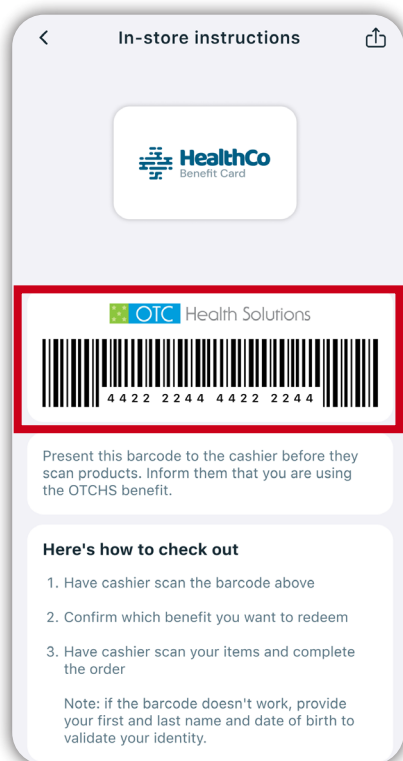 In-store instructions
HealthCo
Benefit Card
OTC Health Solutions
4422 2244 4422 2244
Present this barcode to the cashier before they
scan products. Inform them that you are using
the OTCHS benefit.
Here's how to check out
1. Have cashier scan the barcode above
2. Confirm which benefit you want to redeem
3. Have cashier scan your items and complete
the order
Note: if the barcode doesn't work, provide
your first and last name and date of birth to
validate your identity.